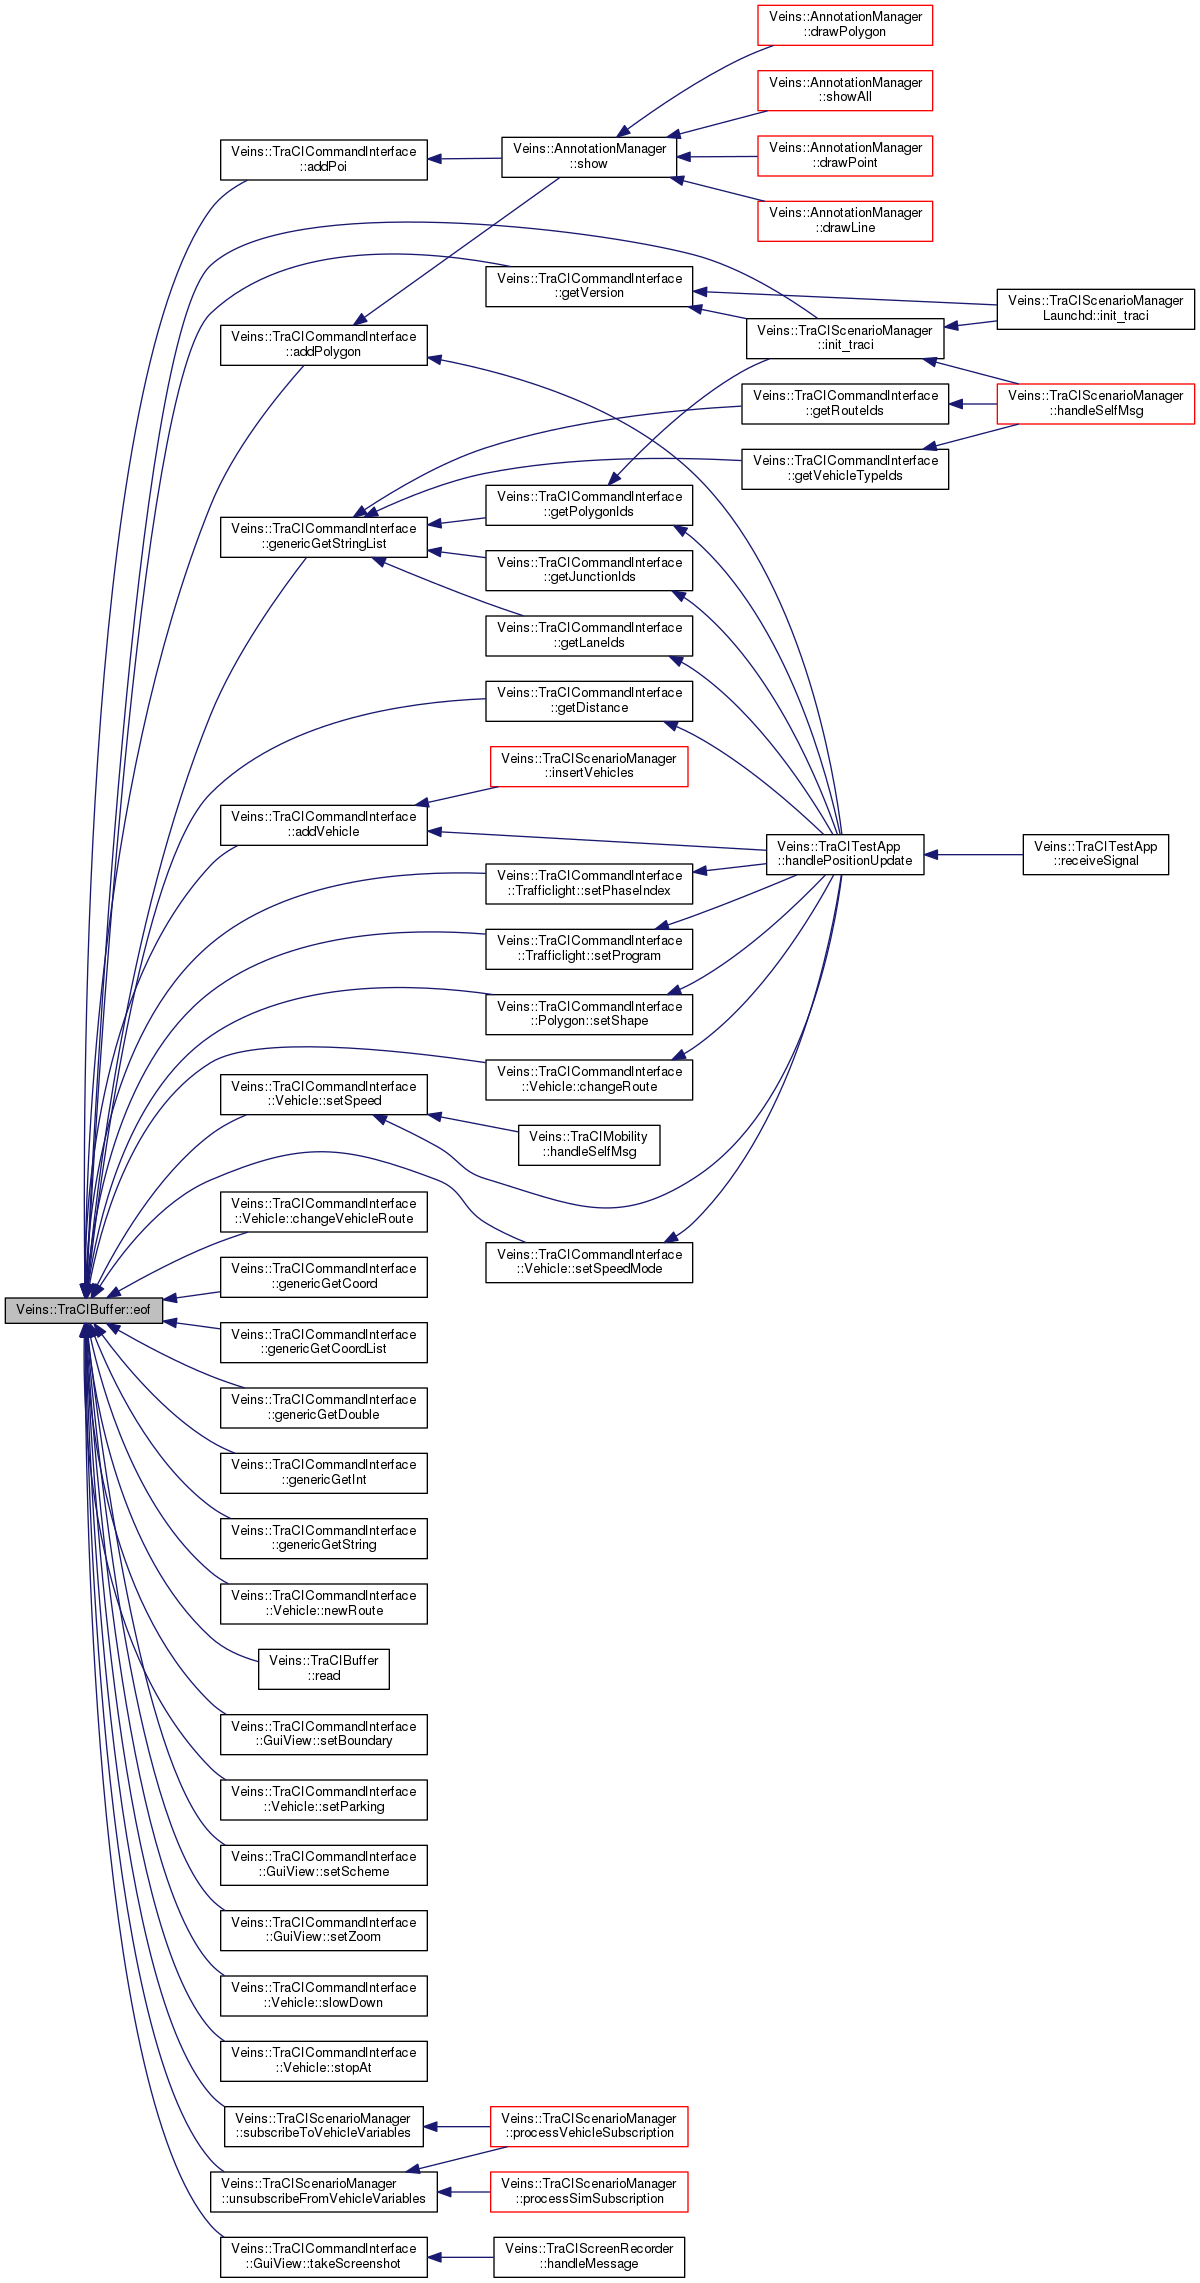 Veins::AnnotationManager
::drawPolygon
Veins::AnnotationManager
::showAll
Veins::TraCICommandInterface
::addPoi
Veins::AnnotationManager
::show
Veins::AnnotationManager
::drawPoint
Veins::AnnotationManager
::drawLine
Veins::TraCICommandInterface
::getVersion
Veins::TraCIScenarioManager
Launchd::init_traci
Veins::TraCICommandInterface
::addPolygon
Veins::TraCIScenarioManager
::init_traci
Veins::TraCICommandInterface
::getRouteIds
Veins::TraCIScenarioManager
::handleSelfMsg
Veins::TraCICommandInterface
::getVehicleTypeIds
Veins::TraCICommandInterface
::genericGetStringList
Veins::TraCICommandInterface
::getPolygonIds
Veins::TraCICommandInterface
::getJunctionIds
Veins::TraCICommandInterface
::getLaneIds
Veins::TraCICommandInterface
::getDistance
Veins::TraCIScenarioManager
::insertVehicles
Veins::TraCICommandInterface
::addVehicle
Veins::TraCITestApp
::handlePositionUpdate
Veins::TraCITestApp
::receiveSignal
Veins::TraCICommandInterface
::Trafficlight::setPhaseIndex
Veins::TraCICommandInterface
::Trafficlight::setProgram
Veins::TraCICommandInterface
::Polygon::setShape
Veins::TraCICommandInterface
::Vehicle::changeRoute
Veins::TraCICommandInterface
::Vehicle::setSpeed
Veins::TraCIMobility
::handleSelfMsg
Veins::TraCICommandInterface
::Vehicle::changeVehicleRoute
Veins::TraCICommandInterface
::Vehicle::setSpeedMode
Veins::TraCICommandInterface
::genericGetCoord
Veins::TraCIBuffer::eof
Veins::TraCICommandInterface
::genericGetCoordList
Veins::TraCICommandInterface
::genericGetDouble
Veins::TraCICommandInterface
::genericGetInt
Veins::TraCICommandInterface
::genericGetString
Veins::TraCICommandInterface
::Vehicle::newRoute
Veins::TraCIBuffer
::read
Veins::TraCICommandInterface
::GuiView::setBoundary
Veins::TraCICommandInterface
::Vehicle::setParking
Veins::TraCICommandInterface
::GuiView::setScheme
Veins::TraCICommandInterface
::GuiView::setZoom
Veins::TraCICommandInterface
::Vehicle::slowDown
Veins::TraCICommandInterface
::Vehicle::stopAt
Veins::TraCIScenarioManager
::subscribeToVehicleVariables
Veins::TraCIScenarioManager
::processVehicleSubscription
Veins::TraCIScenarioManager
::unsubscribeFromVehicleVariables
Veins::TraCIScenarioManager
::processSimSubscription
Veins::TraCICommandInterface
::GuiView::takeScreenshot
Veins::TraCIScreenRecorder
::handleMessage